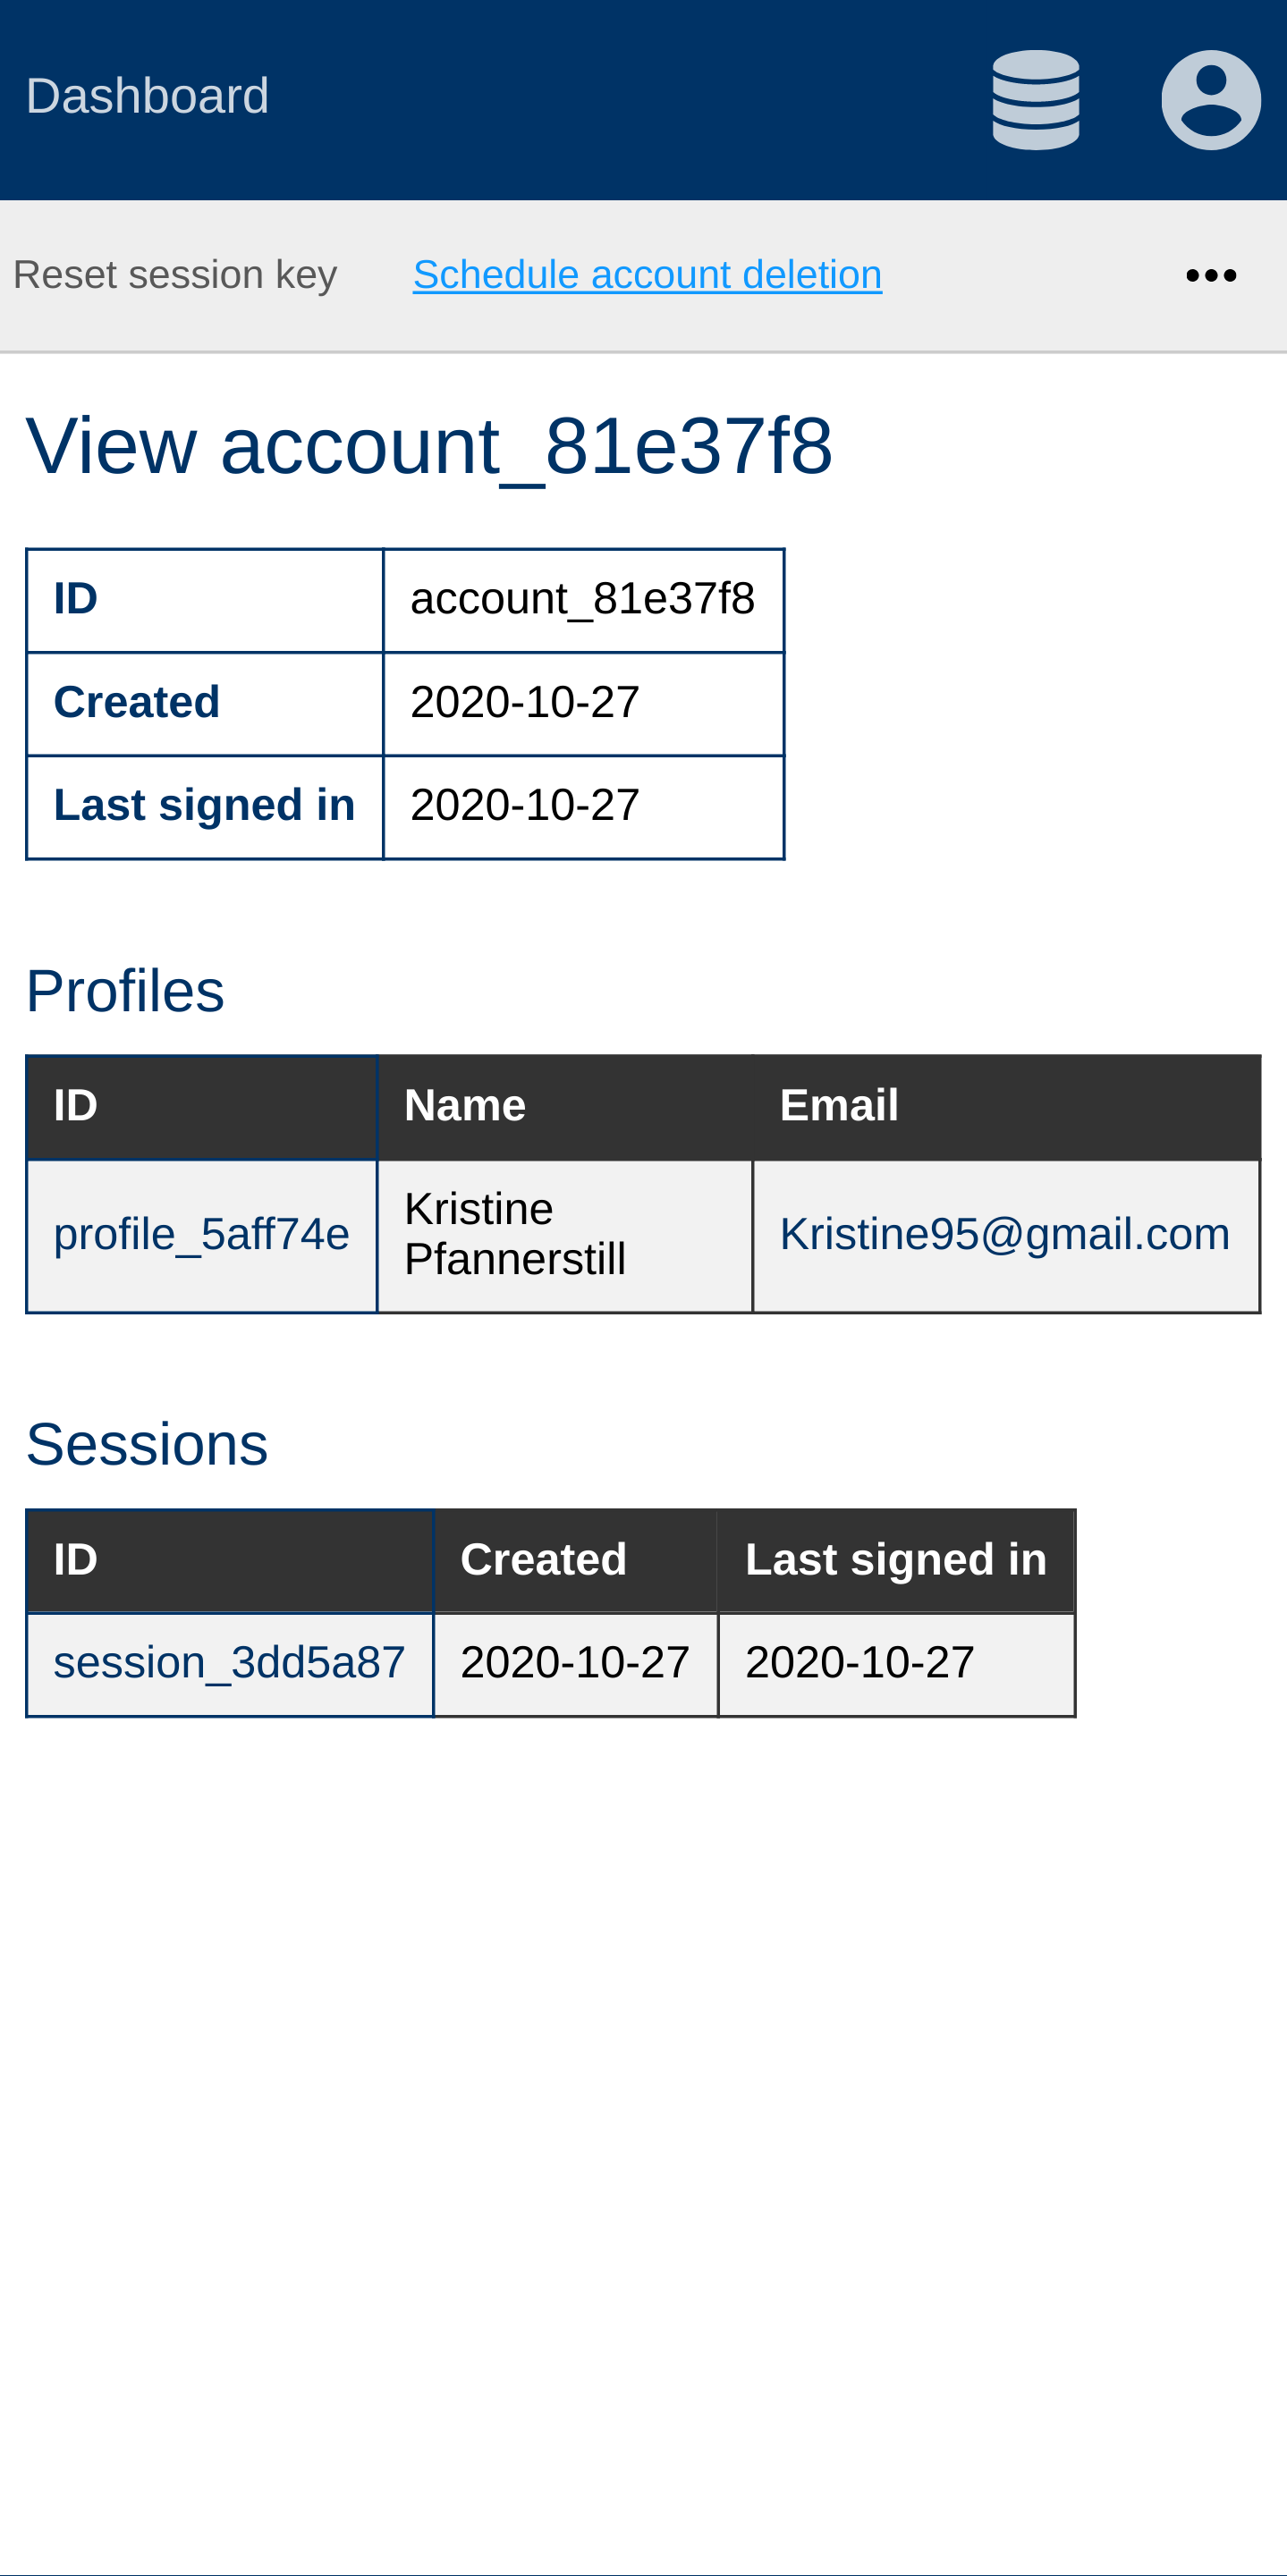 Dashboard
Reset session key Schedule account deletion •••
View account_81e37f8
ID account_81e37f8
Created 2020-10-27
Last signed in 2020-10-27
Profiles
ID Name Email
profile_5aff74e Kristine Pfannerstill Kristine95@gmail.com
Sessions
ID Created Last signed in
session_3dd5a87 2020-10-27 2020-10-27